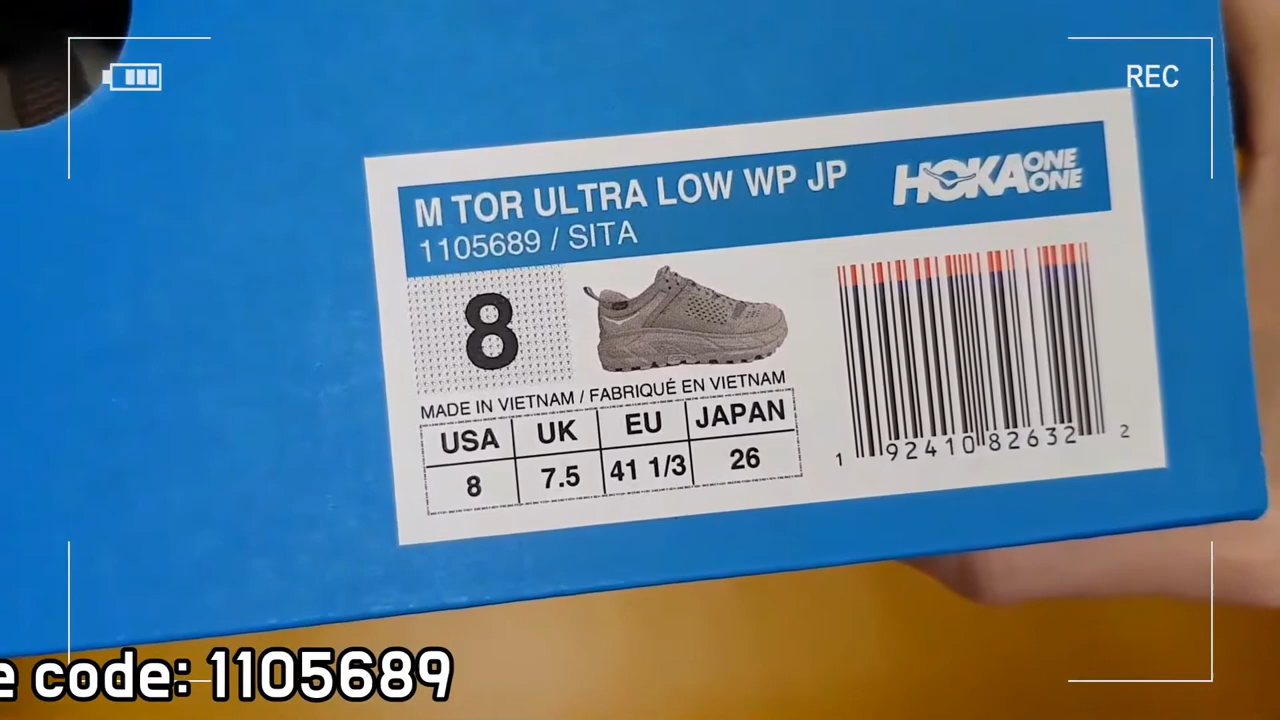 REC
M TOR ULTRA LOW WP JP
1105689 / SITA
HOKA ONE ONE
8
MADE IN VIETNAM / FABRIQUÉ EN VIETNAM
USA UK EU JAPAN
8 7.5 41 1/3 26
1 92410 82632 2
e code: 1105689